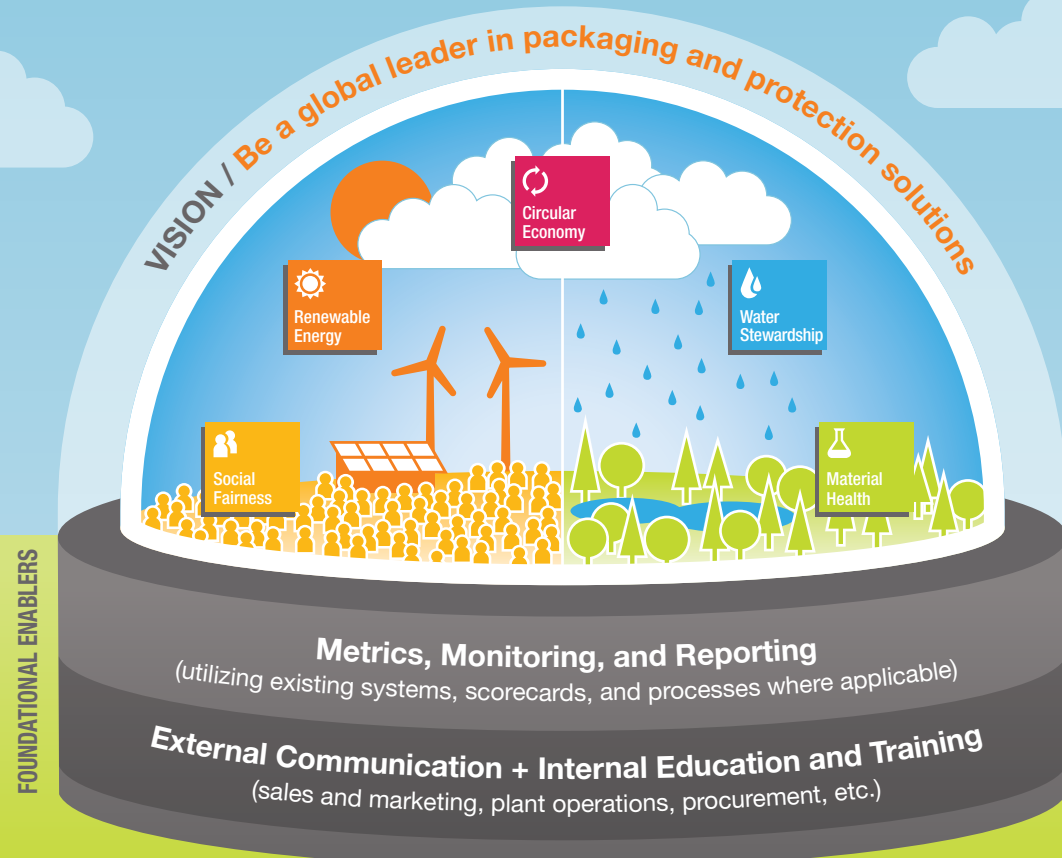 VISION / Be a global leader in packaging and protection solutions
Circular
Economy
Renewable
Energy
Water
Stewardship
Social
Fairness
Material
Health
FOUNDATIONAL ENABLERS
Metrics, Monitoring, and Reporting
(utilizing existing systems, scorecards, and processes where applicable)
External Communication + Internal Education and Training
(sales and marketing, plant operations, procurement, etc.)